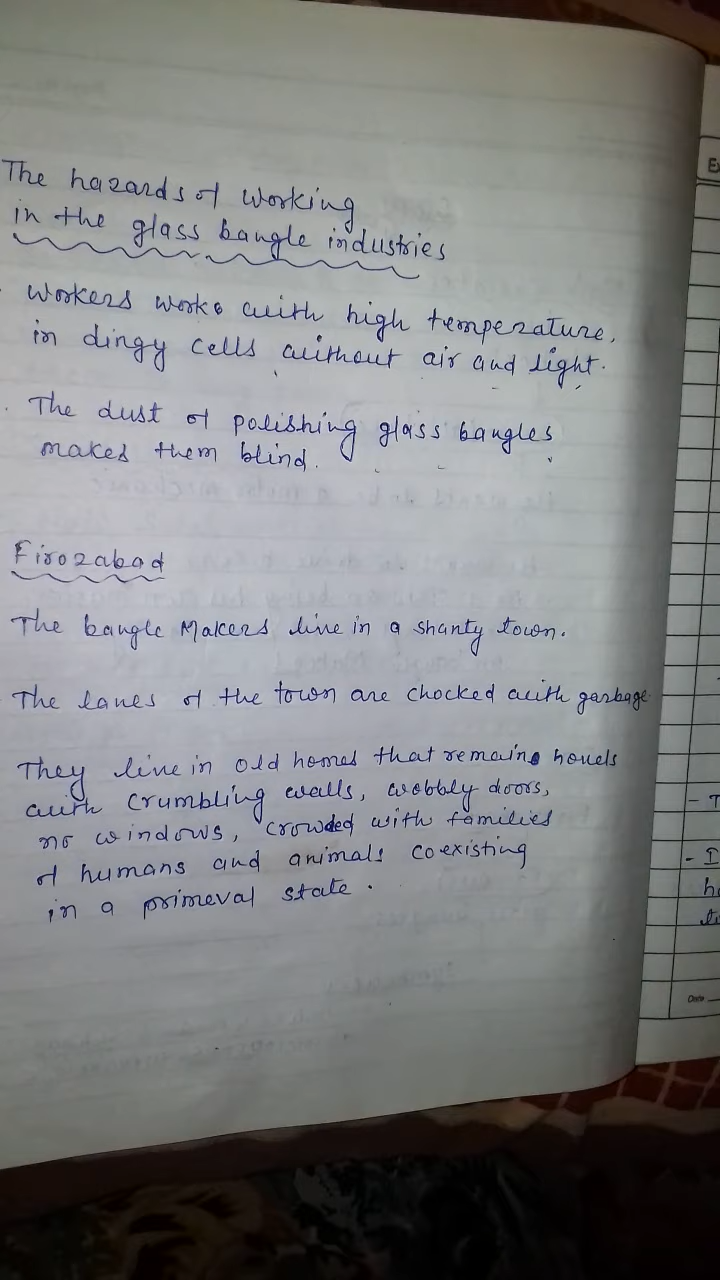 The hazards of working
in the glass bangle industries
workers works with high temperature,
in dingy cells without air and light.
The dust of polishing glass bangles
makes them blind.
Firozabad
The bangle Makers live in a shanty town.
The lanes of the town are chocked with garbage
They live in old homes that remains hovels
with crumbling walls, wobbly doors,
no windows, crowded with families
of humans and animals coexisting
in a primeval state.
Date